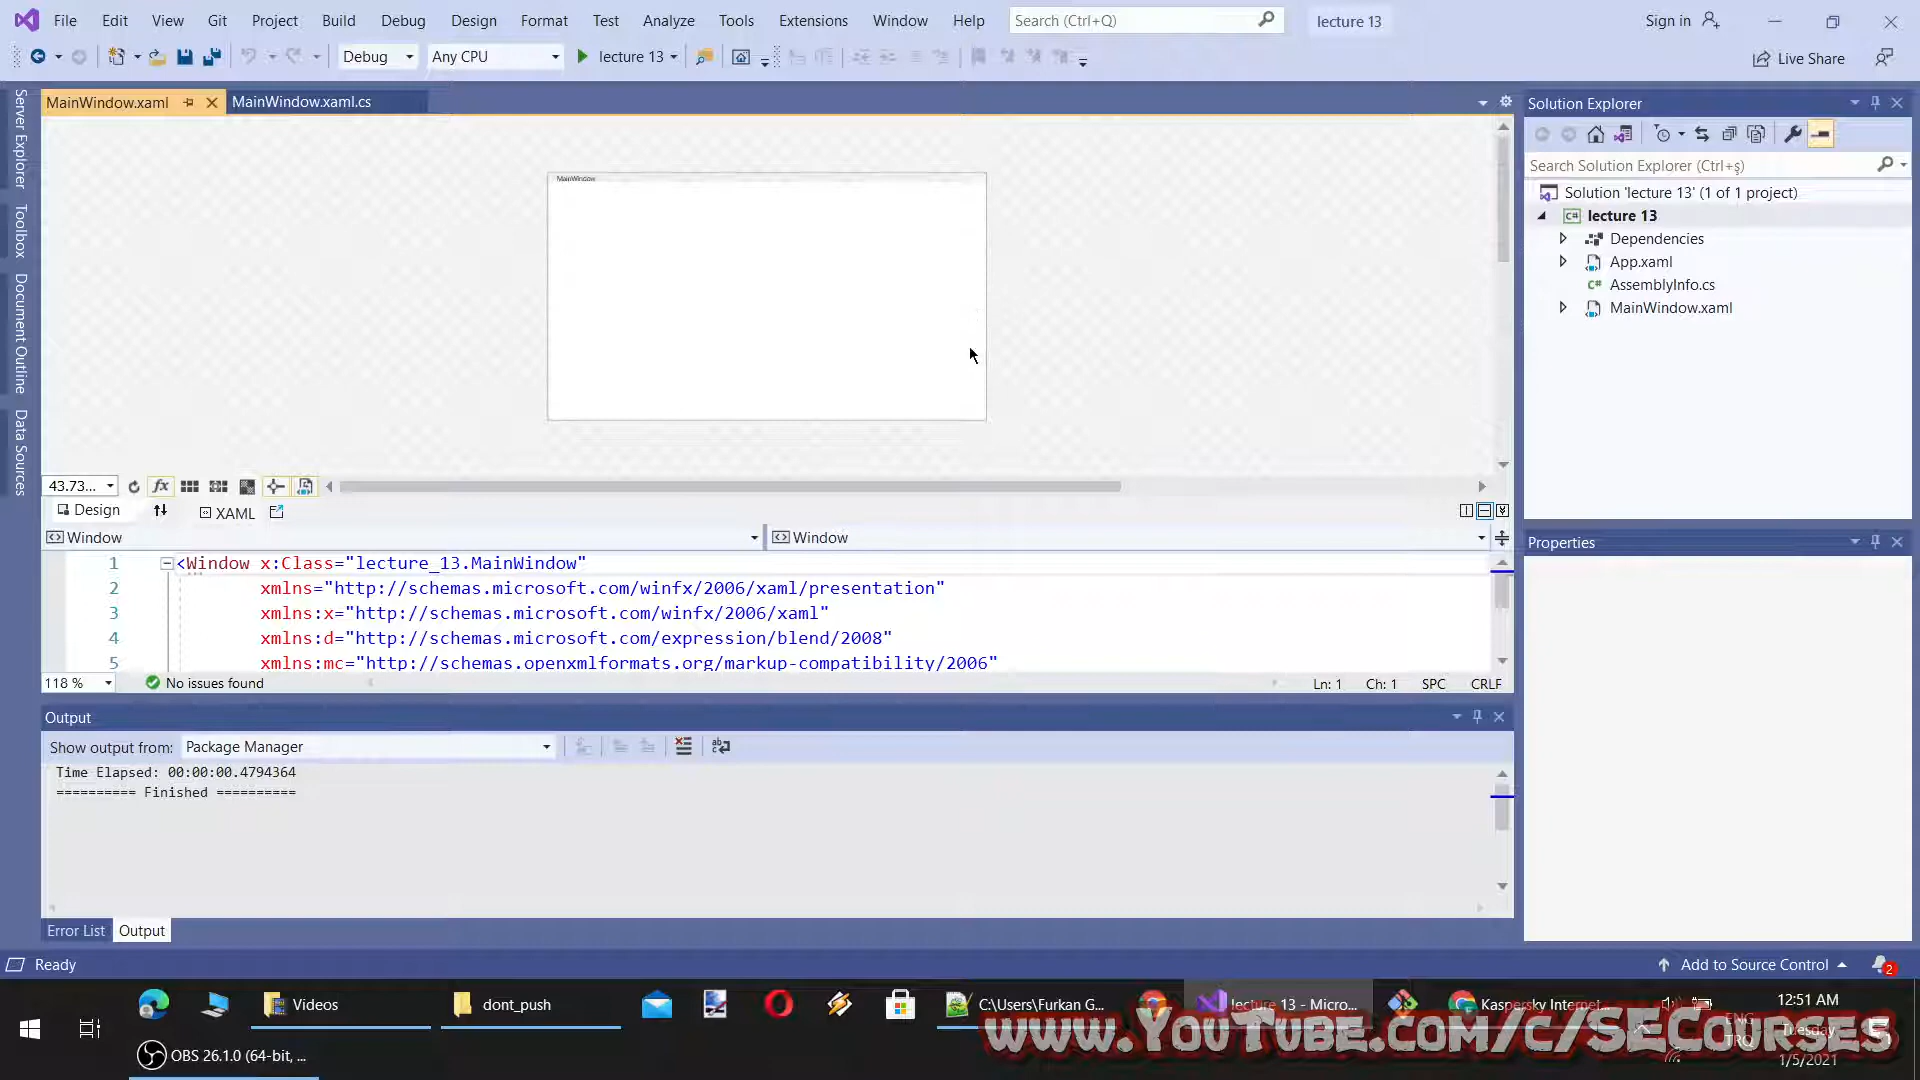 File Edit View Git Project Build Debug Design Format Test Analyze Tools Extensions Window Help Search (Ctrl+Q) lecture 13 Sign in
Debug Any CPU lecture 13 Live Share
Server Explorer
Toolbox
Document Outline
Data Sources
MainWindow.xaml MainWindow.xaml.cs
MainWindow
43.73...
Design XAML
Window Window
1 <Window x:Class="lecture_13.MainWindow"
2 xmlns="http://schemas.microsoft.com/winfx/2006/xaml/presentation"
3 xmlns:x="http://schemas.microsoft.com/winfx/2006/xaml"
4 xmlns:d="http://schemas.microsoft.com/expression/blend/2008"
5 xmlns:mc="http://schemas.openxmlformats.org/markup-compatibility/2006"
118 % No issues found Ln: 1 Ch: 1 SPC CRLF
Output
Show output from: Package Manager
Time Elapsed: 00:00:00.4794364
========== Finished ==========
Error List Output
Solution Explorer
Search Solution Explorer (Ctrl+ş)
Solution 'lecture 13' (1 of 1 project)
lecture 13
Dependencies
App.xaml
C# AssemblyInfo.cs
MainWindow.xaml
Properties
Ready Add to Source Control 2
Videos dont_push C:\Users\Furkan G... lecture 13 - Micro... Kaspersky Internet... 12:51 AM
ENG
TRQ
Tuesday
1/5/2021
OBS 26.1.0 (64-bit, ...
www.YouTube.com/c/SECourses